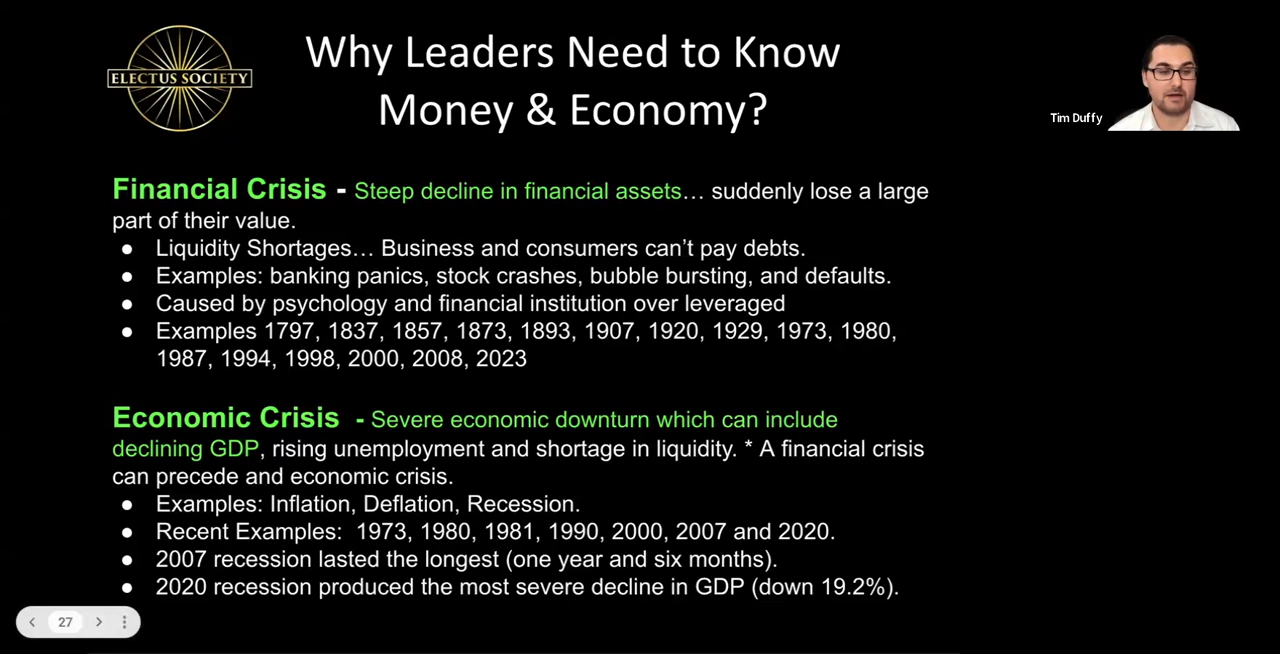 ELECTUS SOCIETY
Why Leaders Need to Know
Money & Economy?
Tim Duffy
Financial Crisis - Steep decline in financial assets… suddenly lose a large
part of their value.
● Liquidity Shortages… Business and consumers can’t pay debts.
● Examples: banking panics, stock crashes, bubble bursting, and defaults.
● Caused by psychology and financial institution over leveraged
● Examples 1797, 1837, 1857, 1873, 1893, 1907, 1920, 1929, 1973, 1980,
1987, 1994, 1998, 2000, 2008, 2023
Economic Crisis - Severe economic downturn which can include
declining GDP, rising unemployment and shortage in liquidity. * A financial crisis
can precede and economic crisis.
● Examples: Inflation, Deflation, Recession.
● Recent Examples: 1973, 1980, 1981, 1990, 2000, 2007 and 2020.
● 2007 recession lasted the longest (one year and six months).
● 2020 recession produced the most severe decline in GDP (down 19.2%).
27